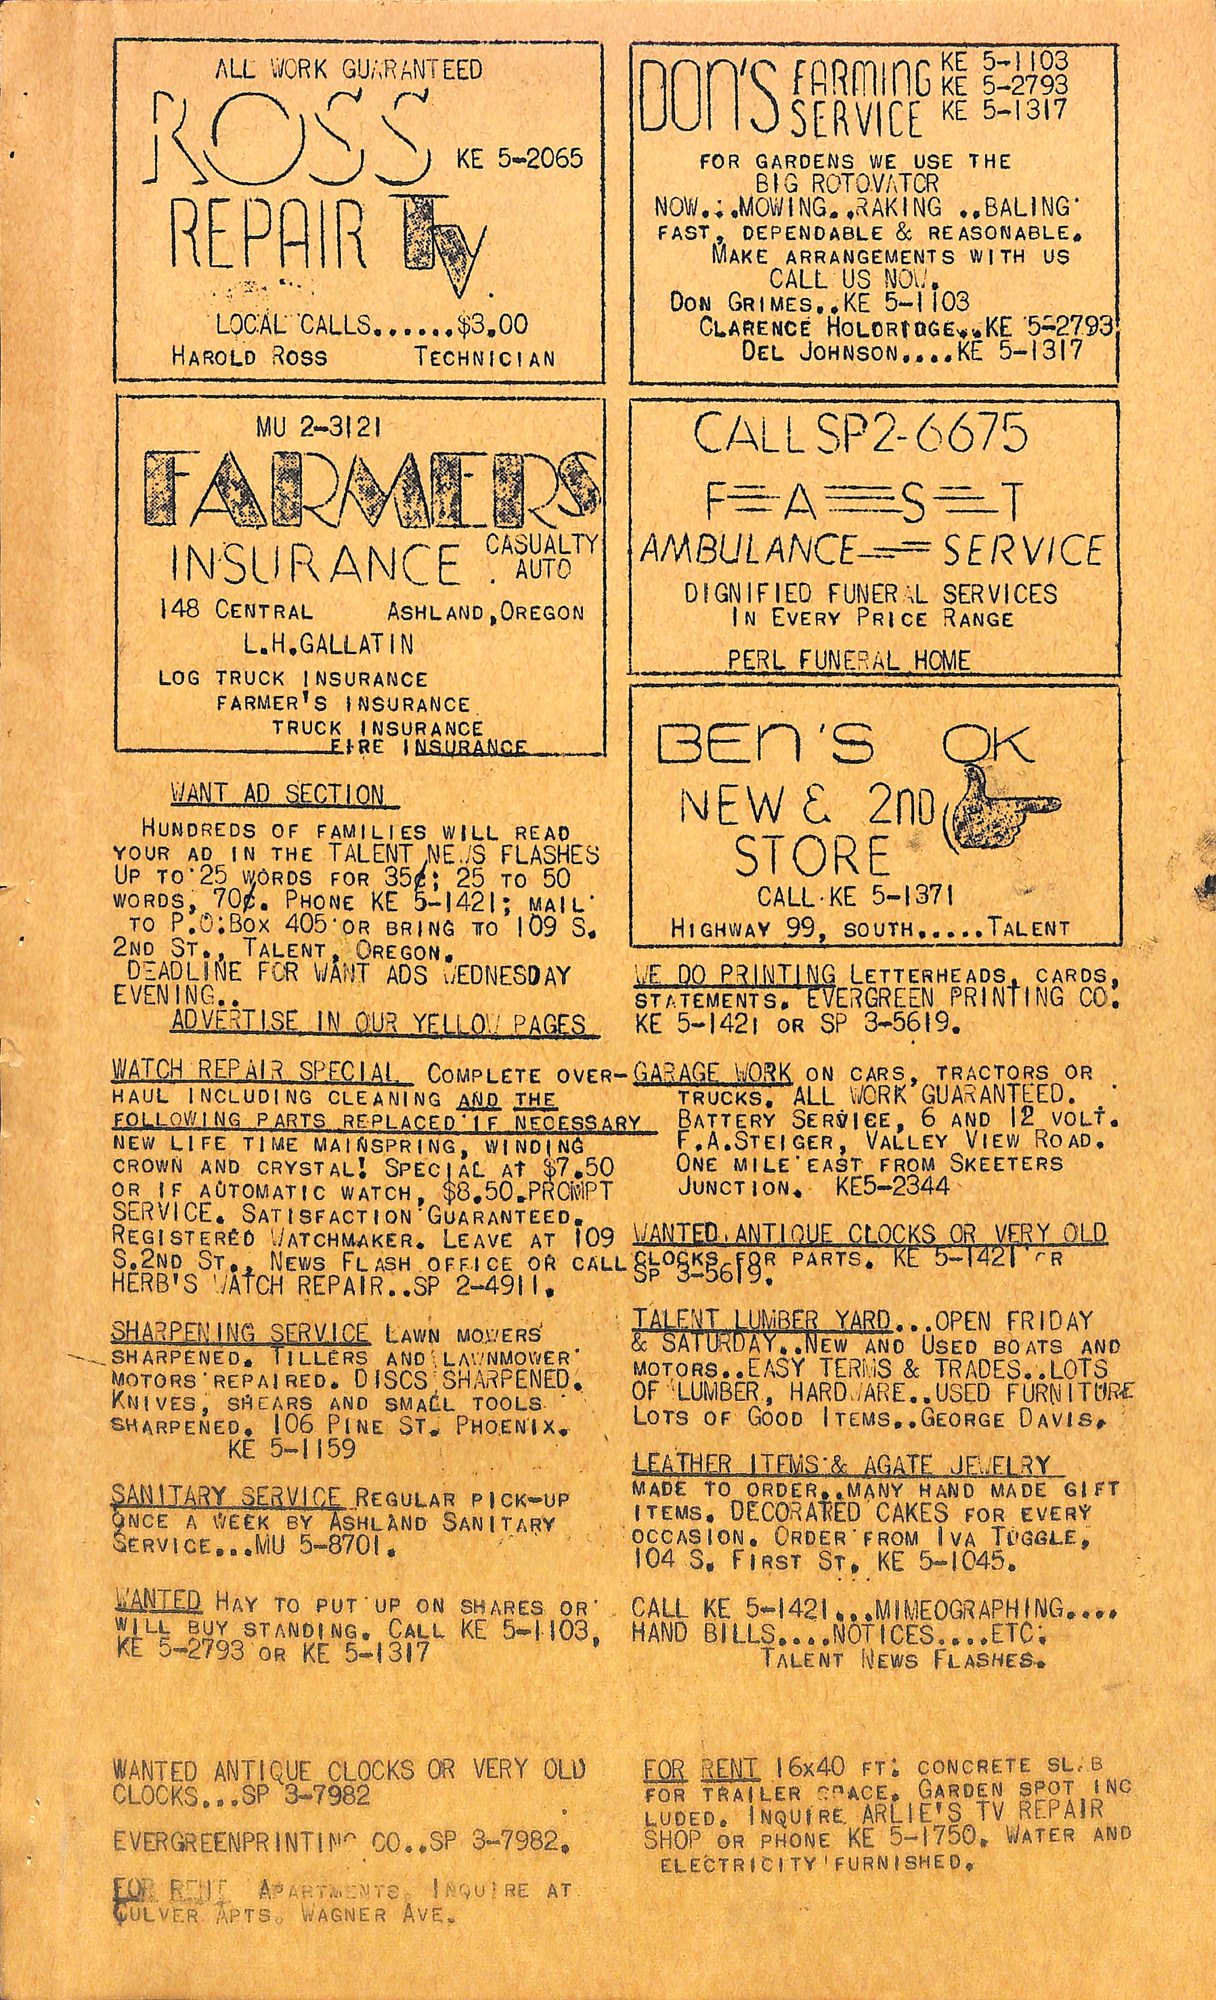 ALL WORK GUARANTEED
ROSS
KE 5-2065
REPAIR TV
LOCAL CALLS......$3.00
HAROLD ROSS TECHNICIAN
DON'S FARMING SERVICE
KE 5-1103
KE 5-2793
KE 5-1317
FOR GARDENS WE USE THE
BIG ROTOVATOR
NOW...MOWING..RAKING ..BALING
FAST, DEPENDABLE & REASONABLE.
MAKE ARRANGEMENTS WITH US
CALL US NOW.
DON GRIMES..KE 5-1103
CLARENCE HOLDRIDGE..KE 5-2793
DEL JOHNSON....KE 5-1317
MU 2-3121
FARMERS
INSURANCE CASUALTY AUTO
148 CENTRAL ASHLAND,OREGON
L.H.GALLATIN
LOG TRUCK INSURANCE
FARMER'S INSURANCE
TRUCK INSURANCE
FIRE INSURANCE
CALL SP2-6675
FAST
AMBULANCE SERVICE
DIGNIFIED FUNERAL SERVICES
IN EVERY PRICE RANGE
PERL FUNERAL HOME
BEN'S OK
NEW & 2ND
STORE
CALL KE 5-1371
HIGHWAY 99, SOUTH.....TALENT
WANT AD SECTION
HUNDREDS OF FAMILIES WILL READ
YOUR AD IN THE TALENT NEWS FLASHES
UP TO 25 WORDS FOR 35¢; 25 TO 50
WORDS, 70¢. PHONE KE 5-1421; MAIL
TO P.O.BOX 405 OR BRING TO 109 S.
2ND ST., TALENT, OREGON.
DEADLINE FOR WANT ADS WEDNESDAY
EVENING..
ADVERTISE IN OUR YELLOW PAGES
WATCH REPAIR SPECIAL COMPLETE OVER-
HAUL INCLUDING CLEANING AND THE
FOLLOWING PARTS REPLACED IF NECESSARY
NEW LIFE TIME MAINSPRING, WINDING
CROWN AND CRYSTAL! SPECIAL AT $7.50
OR IF AUTOMATIC WATCH, $8.50.PROMPT
SERVICE. SATISFACTION GUARANTEED.
REGISTERED WATCHMAKER. LEAVE AT 109
S.2ND ST., NEWS FLASH OFFICE OR CALL
HERB'S WATCH REPAIR..SP 2-4911.
SHARPENING SERVICE LAWN MOWERS
SHARPENED. TILLERS AND LAWNMOWER
MOTORS REPAIRED. DISCS SHARPENED.
KNIVES, SHEARS AND SMALL TOOLS
SHARPENED. 106 PINE ST. PHOENIX.
KE 5-1159
SANITARY SERVICE REGULAR PICK-UP
ONCE A WEEK BY ASHLAND SANITARY
SERVICE...MU 5-8701.
WANTED HAY TO PUT UP ON SHARES OR
WILL BUY STANDING. CALL KE 5-1103,
KE 5-2793 OR KE 5-1317
WANTED ANTIQUE CLOCKS OR VERY OLD
CLOCKS...SP 3-7982
EVERGREENPRINTING CO..SP 3-7982.
FOR RENT APARTMENTS. INQUIRE AT
CULVER APTS. WAGNER AVE.
WE DO PRINTING LETTERHEADS, CARDS,
STATEMENTS. EVERGREEN PRINTING CO.
KE 5-1421 OR SP 3-5619.
GARAGE WORK ON CARS, TRACTORS OR
TRUCKS. ALL WORK GUARANTEED.
BATTERY SERVICE, 6 AND 12 VOLT.
F.A.STEIGER, VALLEY VIEW ROAD.
ONE MILE EAST FROM SKEETERS
JUNCTION. KE5-2344
WANTED ANTIQUE CLOCKS OR VERY OLD
CLOCKS FOR PARTS. KE 5-1421 OR
SP 3-5619.
TALENT LUMBER YARD...OPEN FRIDAY
& SATURDAY..NEW AND USED BOATS AND
MOTORS..EASY TERMS & TRADES..LOTS
OF LUMBER, HARDWARE..USED FURNITURE
LOTS OF GOOD ITEMS..GEORGE DAVIS.
LEATHER ITEMS & AGATE JEWELRY
MADE TO ORDER..MANY HAND MADE GIFT
ITEMS. DECORATED CAKES FOR EVERY
OCCASION. ORDER FROM IVA TUGGLE,
104 S. FIRST ST. KE 5-1045.
CALL KE 5-1421...MIMEOGRAPHING....
HAND BILLS....NOTICES....ETC.
TALENT NEWS FLASHES.
FOR RENT 16x40 FT. CONCRETE SLAB
FOR TRAILER SPACE. GARDEN SPOT INC
LUDED. INQUIRE ARLIE'S TV REPAIR
SHOP OR PHONE KE 5-1750. WATER AND
ELECTRICITY FURNISHED.